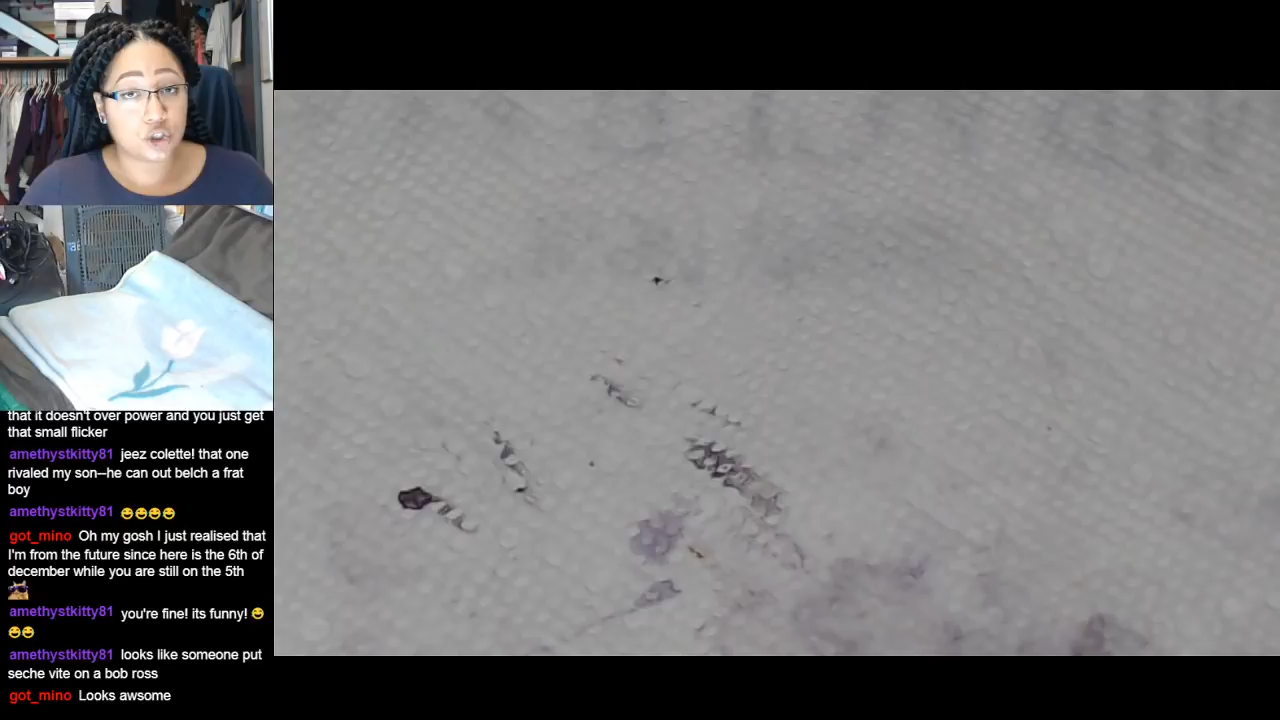 that it doesn't over power and you just get
that small flicker
amethystkitty81 jeez colette! that one
rivaled my son--he can out belch a frat
boy
amethystkitty81
got_mino Oh my gosh I just realised that
I'm from the future since here is the 6th of
december while you are still on the 5th
amethystkitty81 you're fine! its funny!
amethystkitty81 looks like someone put
seche vite on a bob ross
got_mino Looks awsome